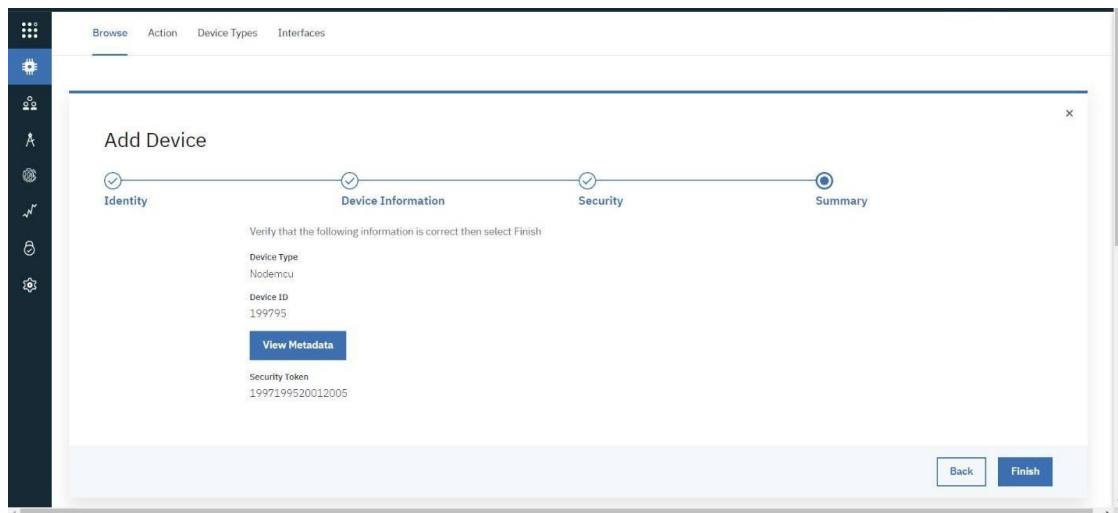 Browse Action Device Types Interfaces
×
Add Device
Identity Device Information Security Summary
Verify that the following information is correct then select Finish
Device Type
Nodemcu
Device ID
199795
View Metadata
Security Token
1997199520012005
Back Finish